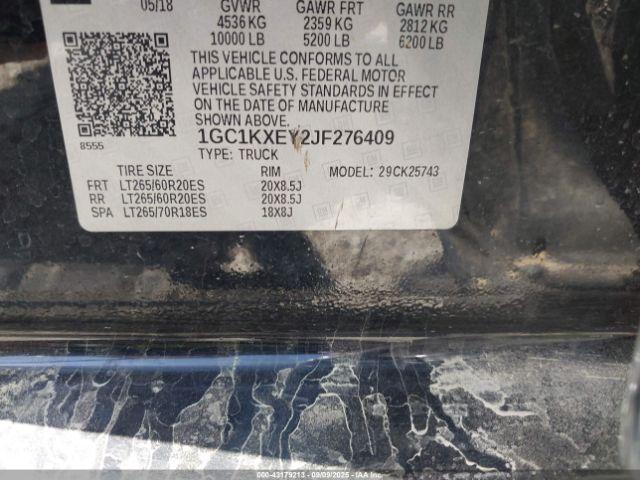 05/18 GVWR GAWR FRT GAWR RR
4536 KG 2359 KG 2812 KG
10000 LB 5200 LB 6200 LB
THIS VEHICLE CONFORMS TO ALL
APPLICABLE U.S. FEDERAL MOTOR
VEHICLE SAFETY STANDARDS IN EFFECT
ON THE DATE OF MANUFACTURE
SHOWN ABOVE.
8555
1GC1KXEY2JF276409
TYPE: TRUCK
TIRE SIZE RIM MODEL: 29CK25743
FRT LT265/60R20ES 20X8.5J
RR LT265/60R20ES 20X8.5J
SPA LT265/70R18ES 18X8J
000-43179213 - 09/09/2025 - IAAI.COM